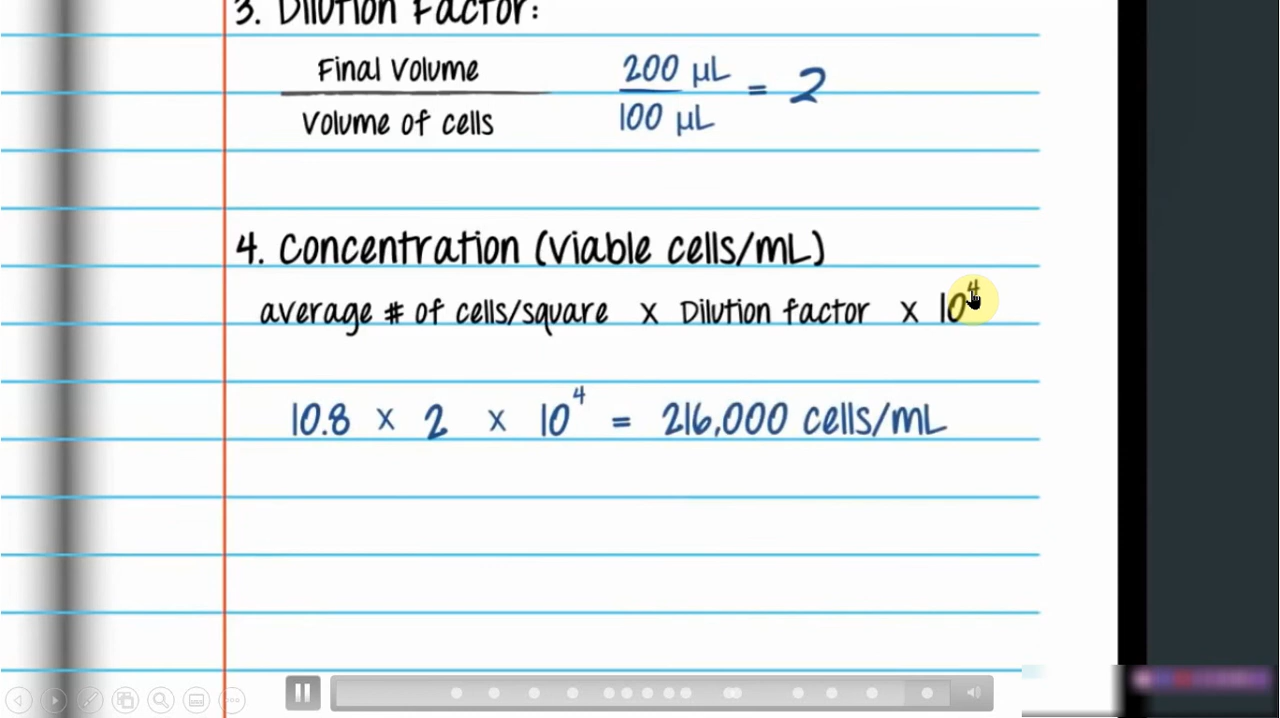 3. Dilution Factor:
Final Volume 200 µL
Volume of cells 100 µL = 2
4. Concentration (Viable cells/mL)
average # of cells/square x Dilution factor x 10⁴
10.8 x 2 x 10⁴ = 216,000 cells/mL